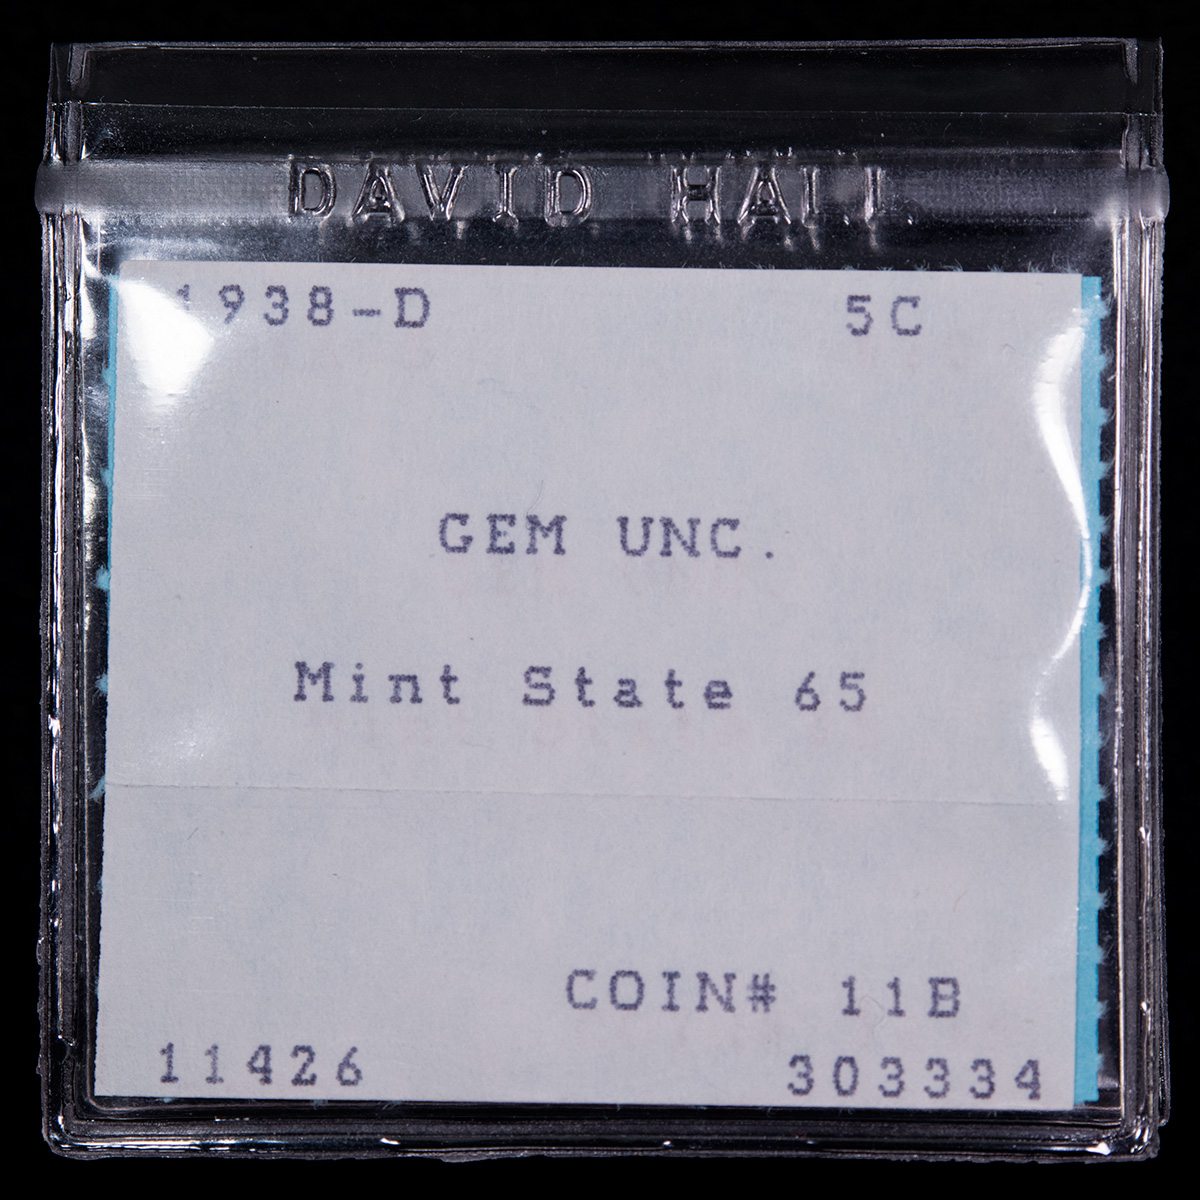 DAVID HALL
1938-D 5C
GEM UNC.
Mint State 65
COIN# 11B
11426 303334